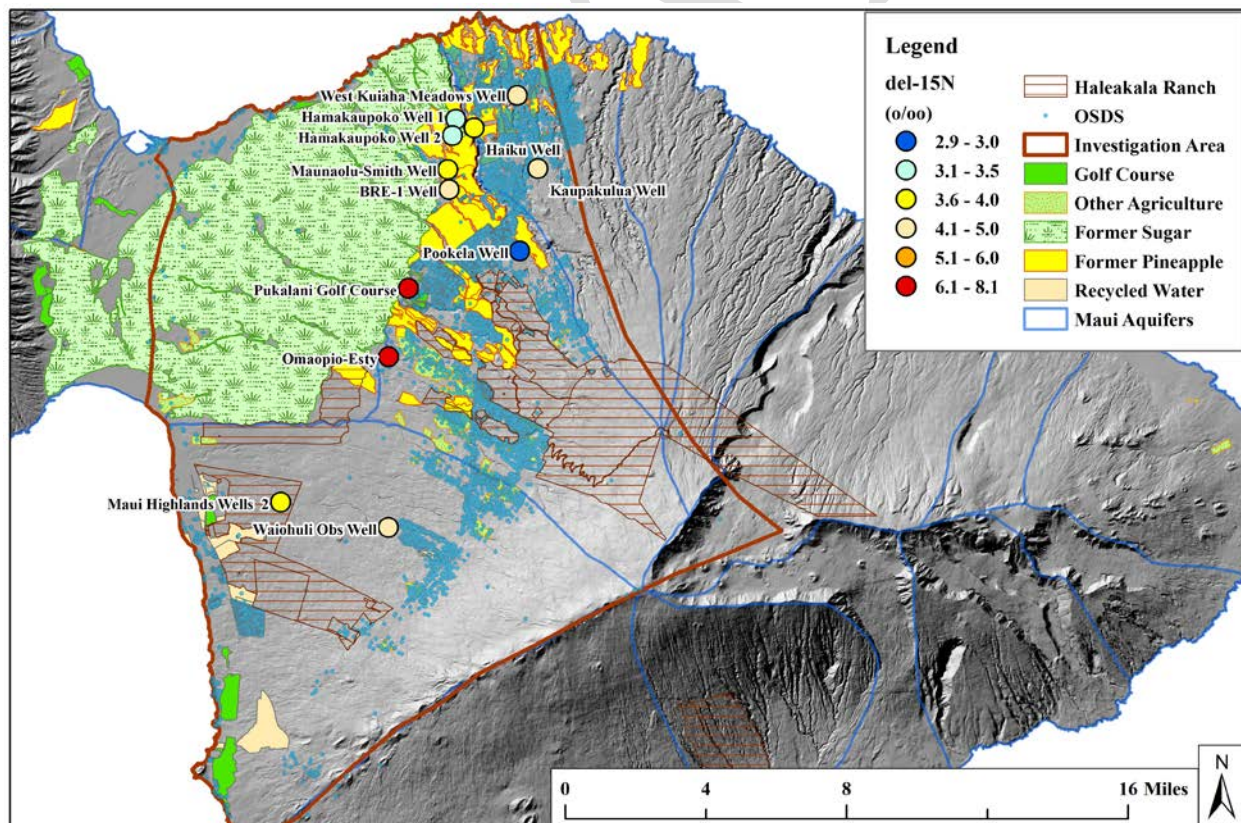 West Kuiaha Meadows Well
Hamakaupoko Well 1
Hamakaupoko Well 2
Haiku Well
Maunaolu-Smith Well
BRE-1 Well
Kaupakulua Well
Pookela Well
Pukalani Golf Course
Omaopio-Esty
Maui Highlands Wells 2
Waiohuli Obs Well
Legend
del-15N
(o/oo)
2.9 - 3.0
3.1 - 3.5
3.6 - 4.0
4.1 - 5.0
5.1 - 6.0
6.1 - 8.1
Haleakala Ranch
OSDS
Investigation Area
Golf Course
Other Agriculture
Former Sugar
Former Pineapple
Recycled Water
Maui Aquifers
0 4 8 16 Miles
N